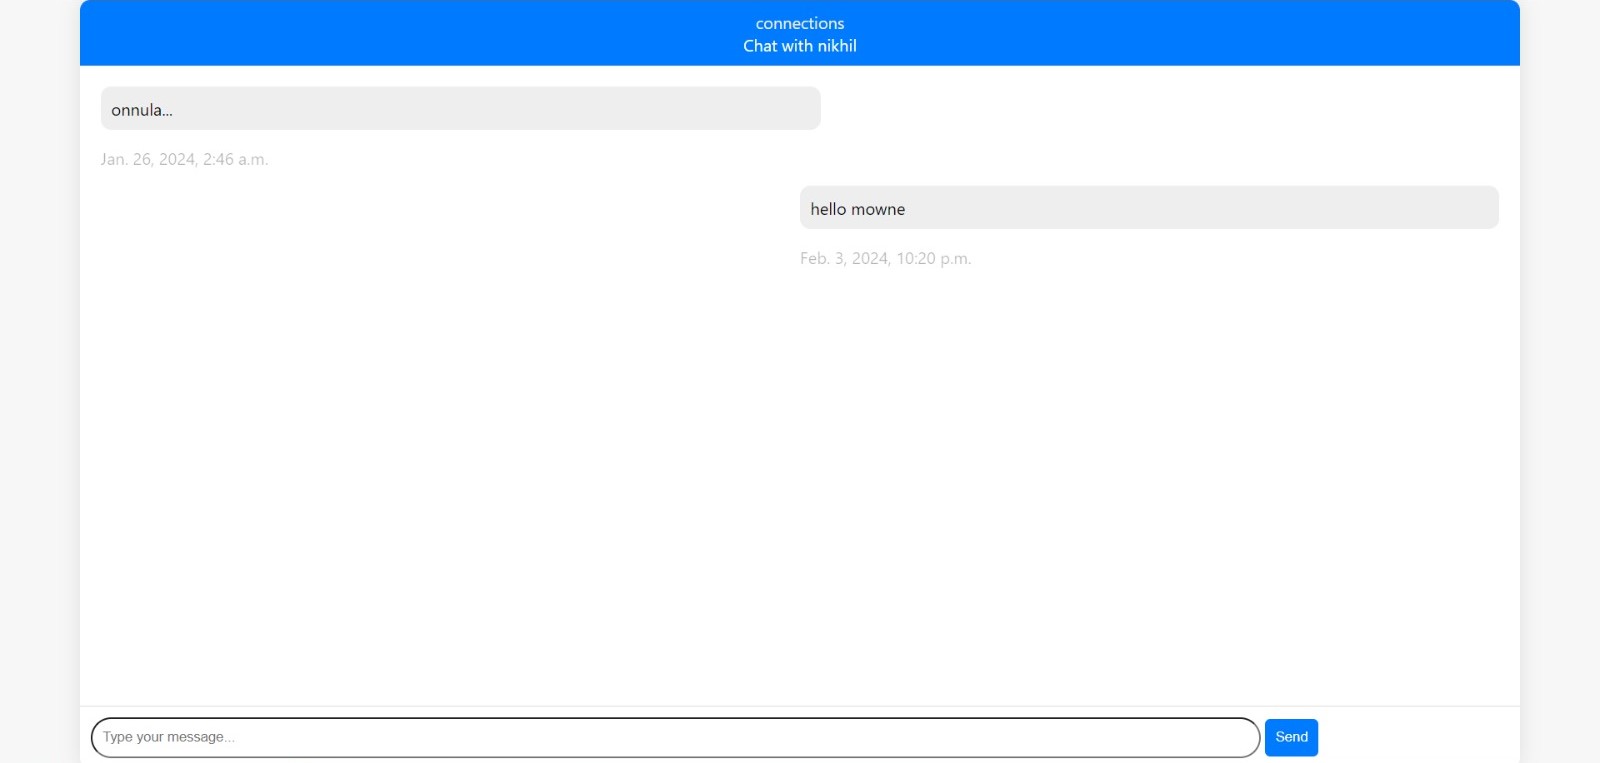 connections
Chat with nikhil
onnula...
Jan. 26, 2024, 2:46 a.m.
hello mowne
Feb. 3, 2024, 10:20 p.m.
Type your message...
Send